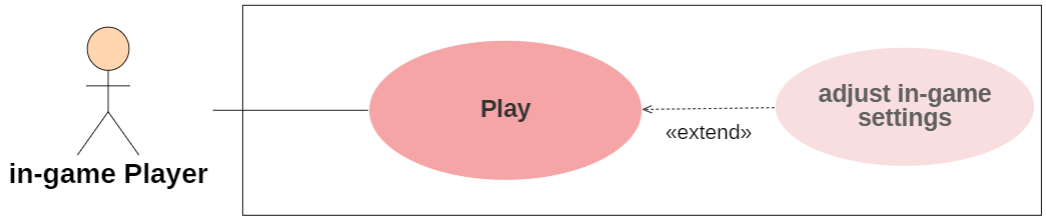 in-game Player
Play
«extend»
adjust in-game
settings